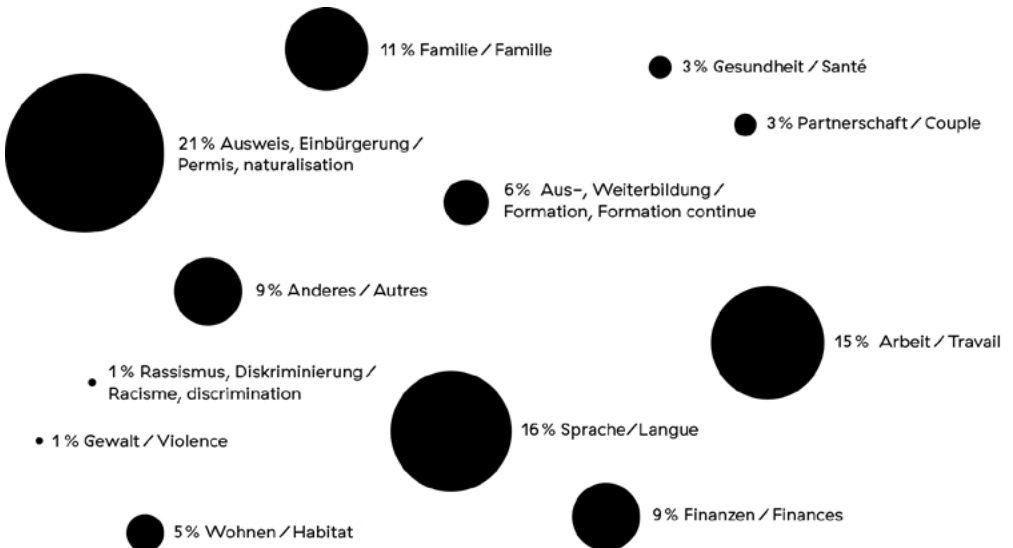 11 % Familie / Famille
3 % Gesundheit / Santé
3 % Partnerschaft / Couple
21 % Ausweis, Einbürgerung /
Permis, naturalisation
6 % Aus-, Weiterbildung /
Formation, Formation continue
9 % Anderes / Autres
15 % Arbeit / Travail
1 % Rassismus, Diskriminierung /
Racisme, discrimination
16 % Sprache/Langue
1 % Gewalt / Violence
9 % Finanzen / Finances
5 % Wohnen / Habitat